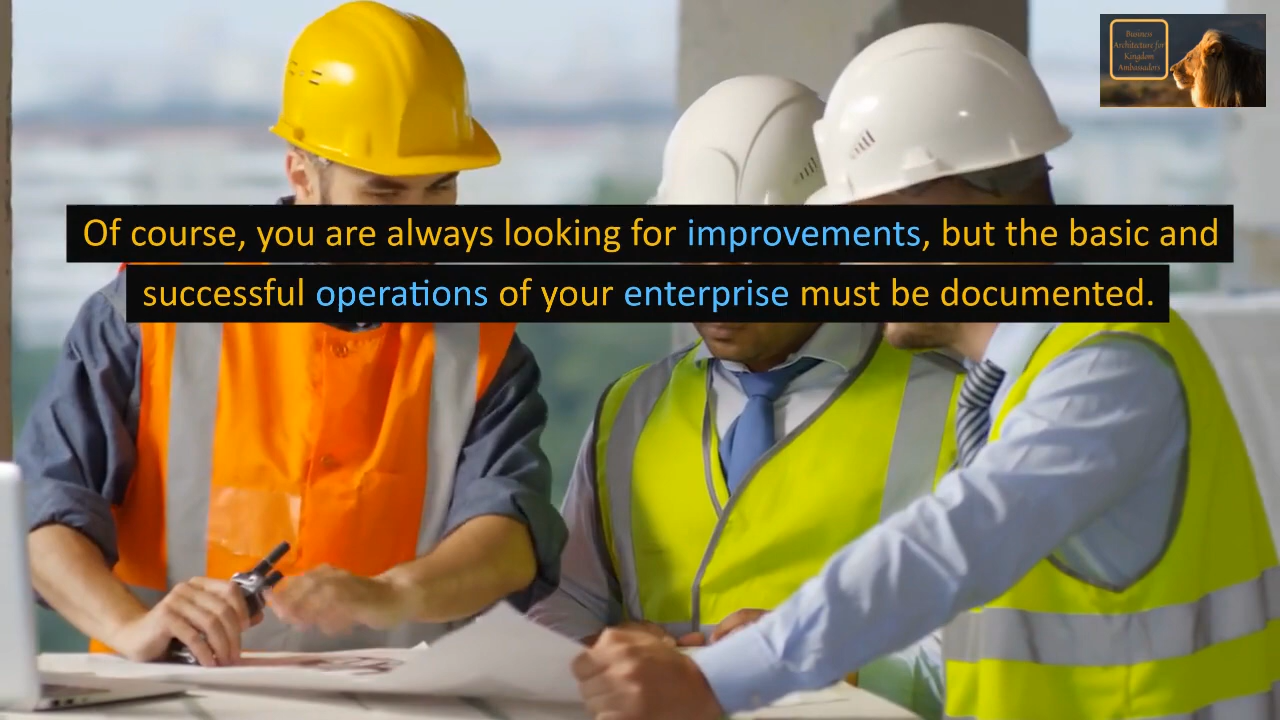 Business
Architecture for
Kingdom
Ambassadors
Of course, you are always looking for improvements, but the basic and
successful operations of your enterprise must be documented.